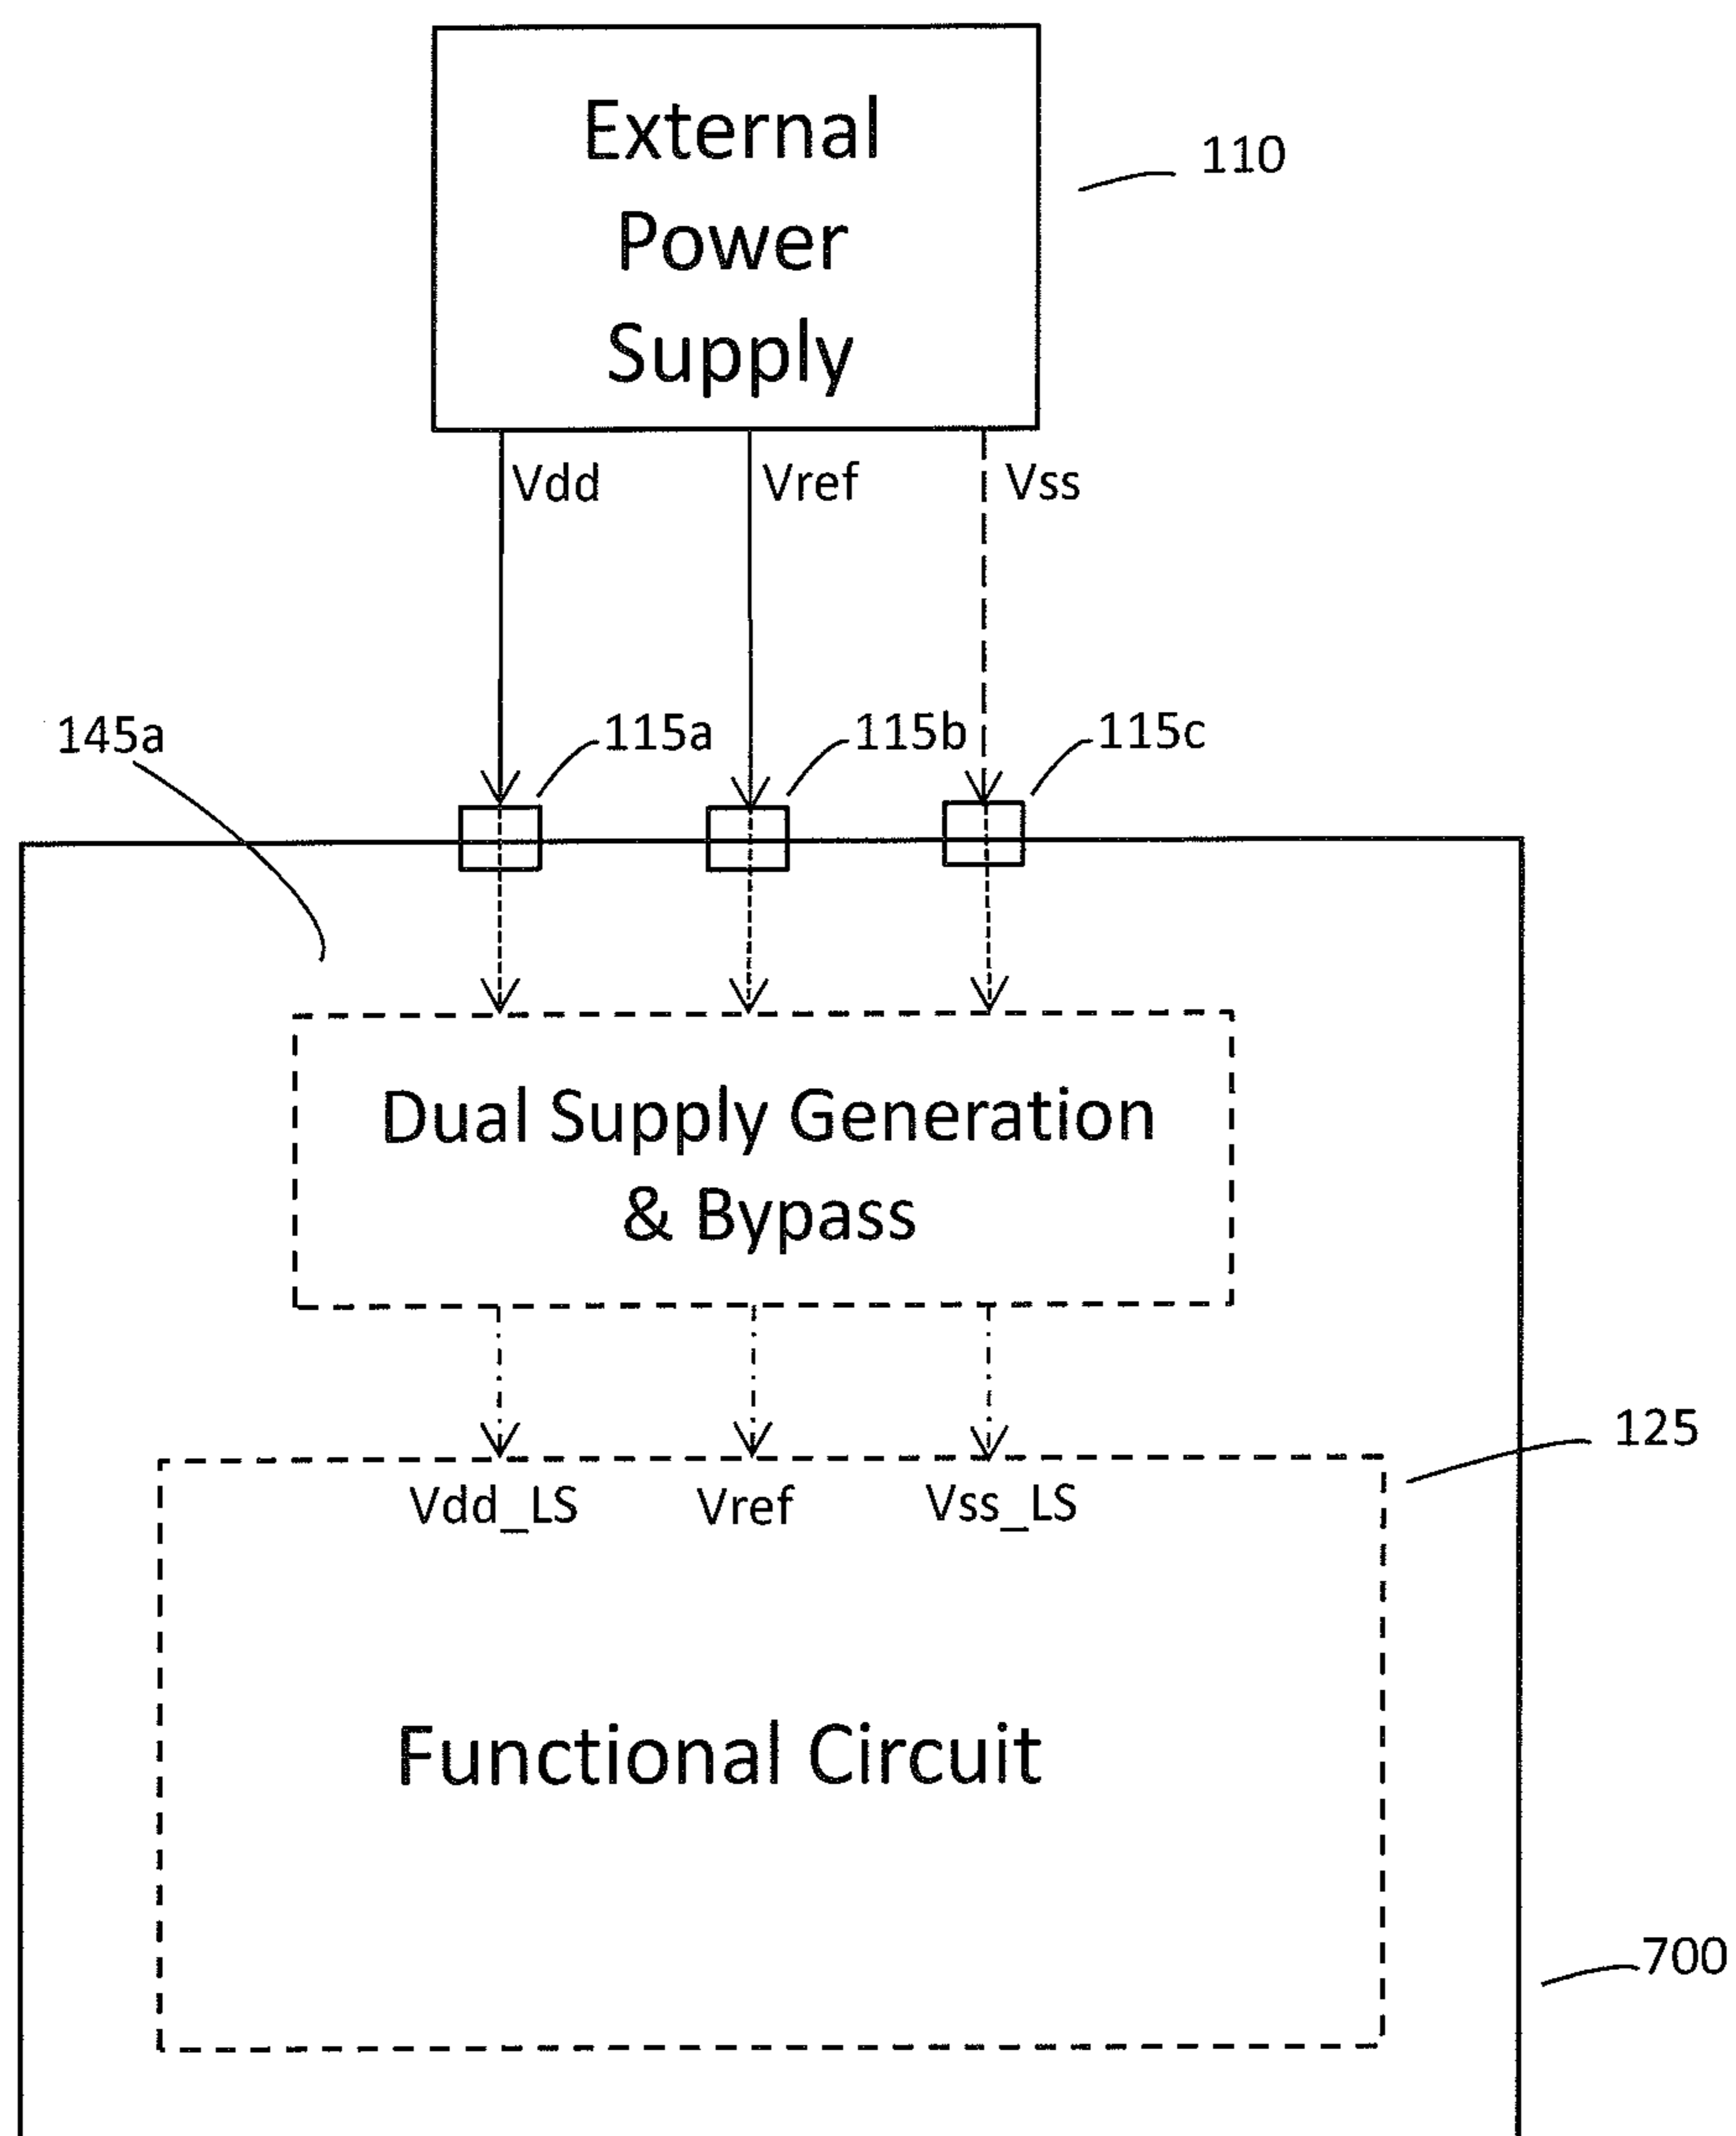 External
Power
Supply
110
Vdd
Vref
Vss
145a
115a
115b
115c
Dual Supply Generation
& Bypass
125
Vdd_LS
Vref
Vss_LS
Functional Circuit
700